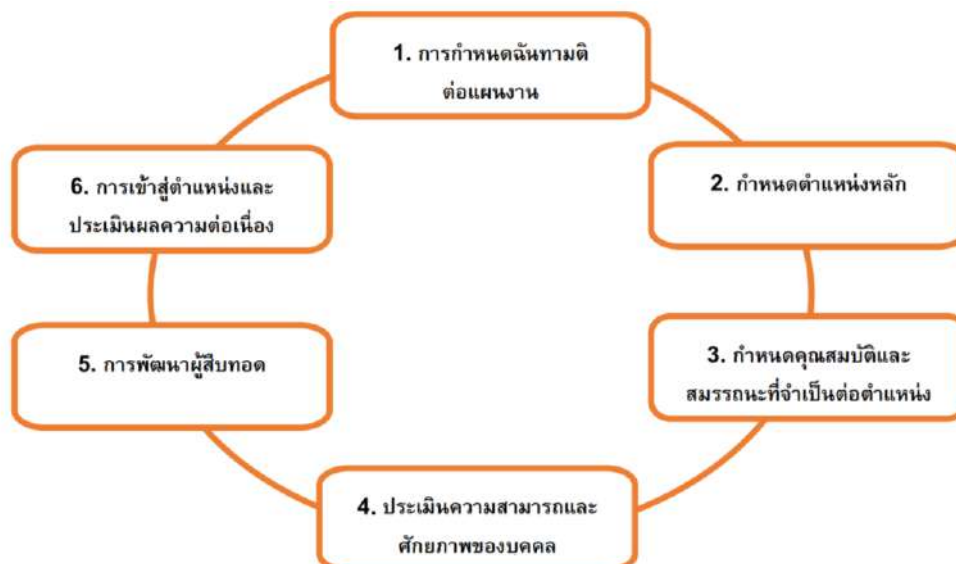 1. การกำหนดฉันทามติ
ต่อแผนงาน
2. กำหนดตำแหน่งหลัก
3. กำหนดคุณสมบัติและ
สมรรถนะที่จำเป็นต่อตำแหน่ง
4. ประเมินความสามารถและ
ศักยภาพของบุคคล
5. การพัฒนาผู้สืบทอด
6. การเข้าสู่ตำแหน่งและ
ประเมินผลความต่อเนื่อง